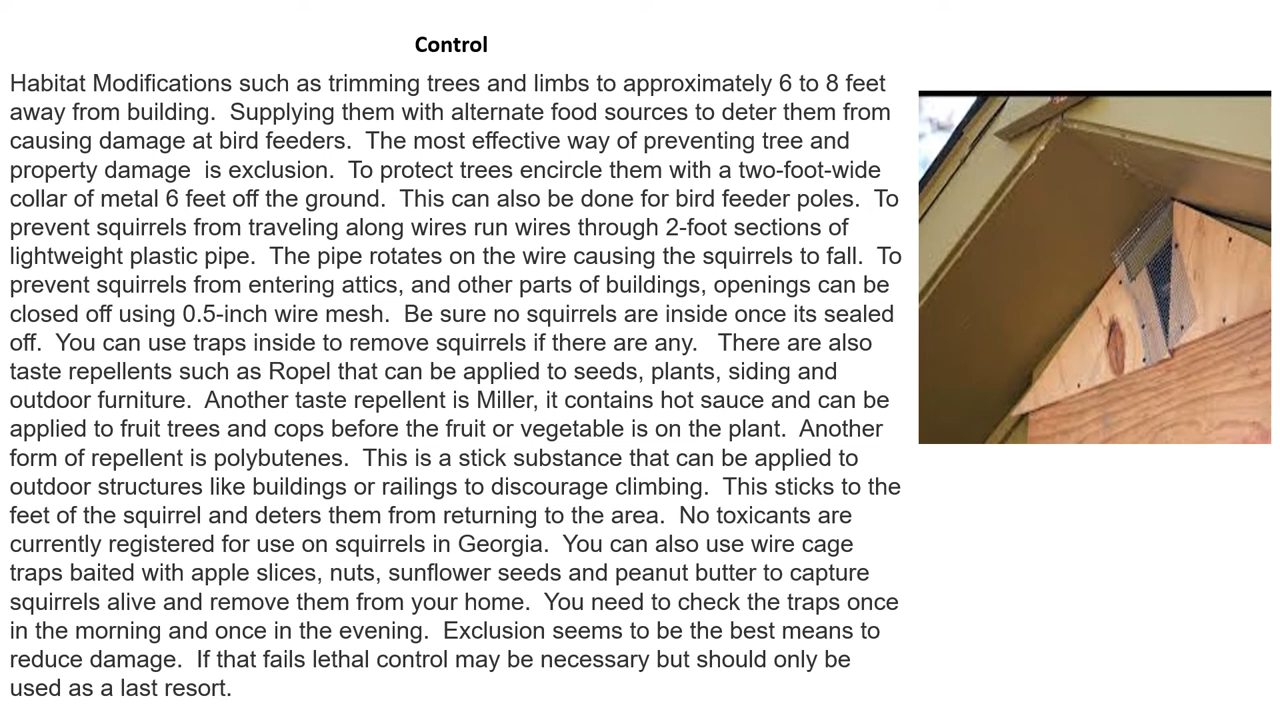 Control
Habitat Modifications such as trimming trees and limbs to approximately 6 to 8 feet
away from building.  Supplying them with alternate food sources to deter them from
causing damage at bird feeders.  The most effective way of preventing tree and
property damage  is exclusion.  To protect trees encircle them with a two-foot-wide
collar of metal 6 feet off the ground.  This can also be done for bird feeder poles.  To
prevent squirrels from traveling along wires run wires through 2-foot sections of
lightweight plastic pipe.  The pipe rotates on the wire causing the squirrels to fall.  To
prevent squirrels from entering attics, and other parts of buildings, openings can be
closed off using 0.5-inch wire mesh.  Be sure no squirrels are inside once its sealed
off.  You can use traps inside to remove squirrels if there are any.   There are also
taste repellents such as Ropel that can be applied to seeds, plants, siding and
outdoor furniture.  Another taste repellent is Miller, it contains hot sauce and can be
applied to fruit trees and cops before the fruit or vegetable is on the plant.  Another
form of repellent is polybutenes.  This is a stick substance that can be applied to
outdoor structures like buildings or railings to discourage climbing.  This sticks to the
feet of the squirrel and deters them from returning to the area.  No toxicants are
currently registered for use on squirrels in Georgia.  You can also use wire cage
traps baited with apple slices, nuts, sunflower seeds and peanut butter to capture
squirrels alive and remove them from your home.  You need to check the traps once
in the morning and once in the evening.  Exclusion seems to be the best means to
reduce damage.  If that fails lethal control may be necessary but should only be
used as a last resort.